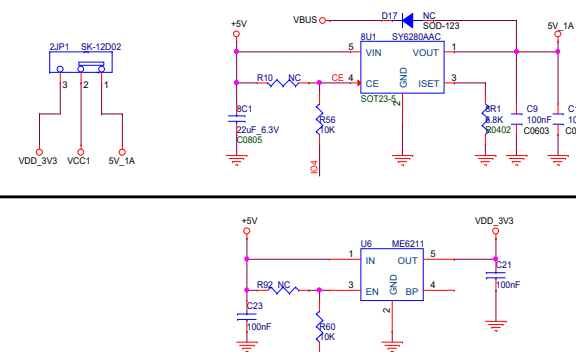 +5V
VBUS
D17
NC
SOD-123
5V_1A
2JP1 SK-12D02
3 2 1
VDD_3V3 VCC1 5V_1A
8U1 SY6280AAC
5 VIN VOUT 1
R10 NC CE 4 CE GND ISET 3
SOT23-5
2
8C1
22uF_6.3V
C0805
R56
10K
IO4
8R1
6.8K
R0402
C9
100nF
C0603
+5V
VDD_3V3
U6 ME6211
1 IN OUT 5
R92 NC 3 EN GND BP 4
2
C21
100nF
C23
100nF
R60
10K